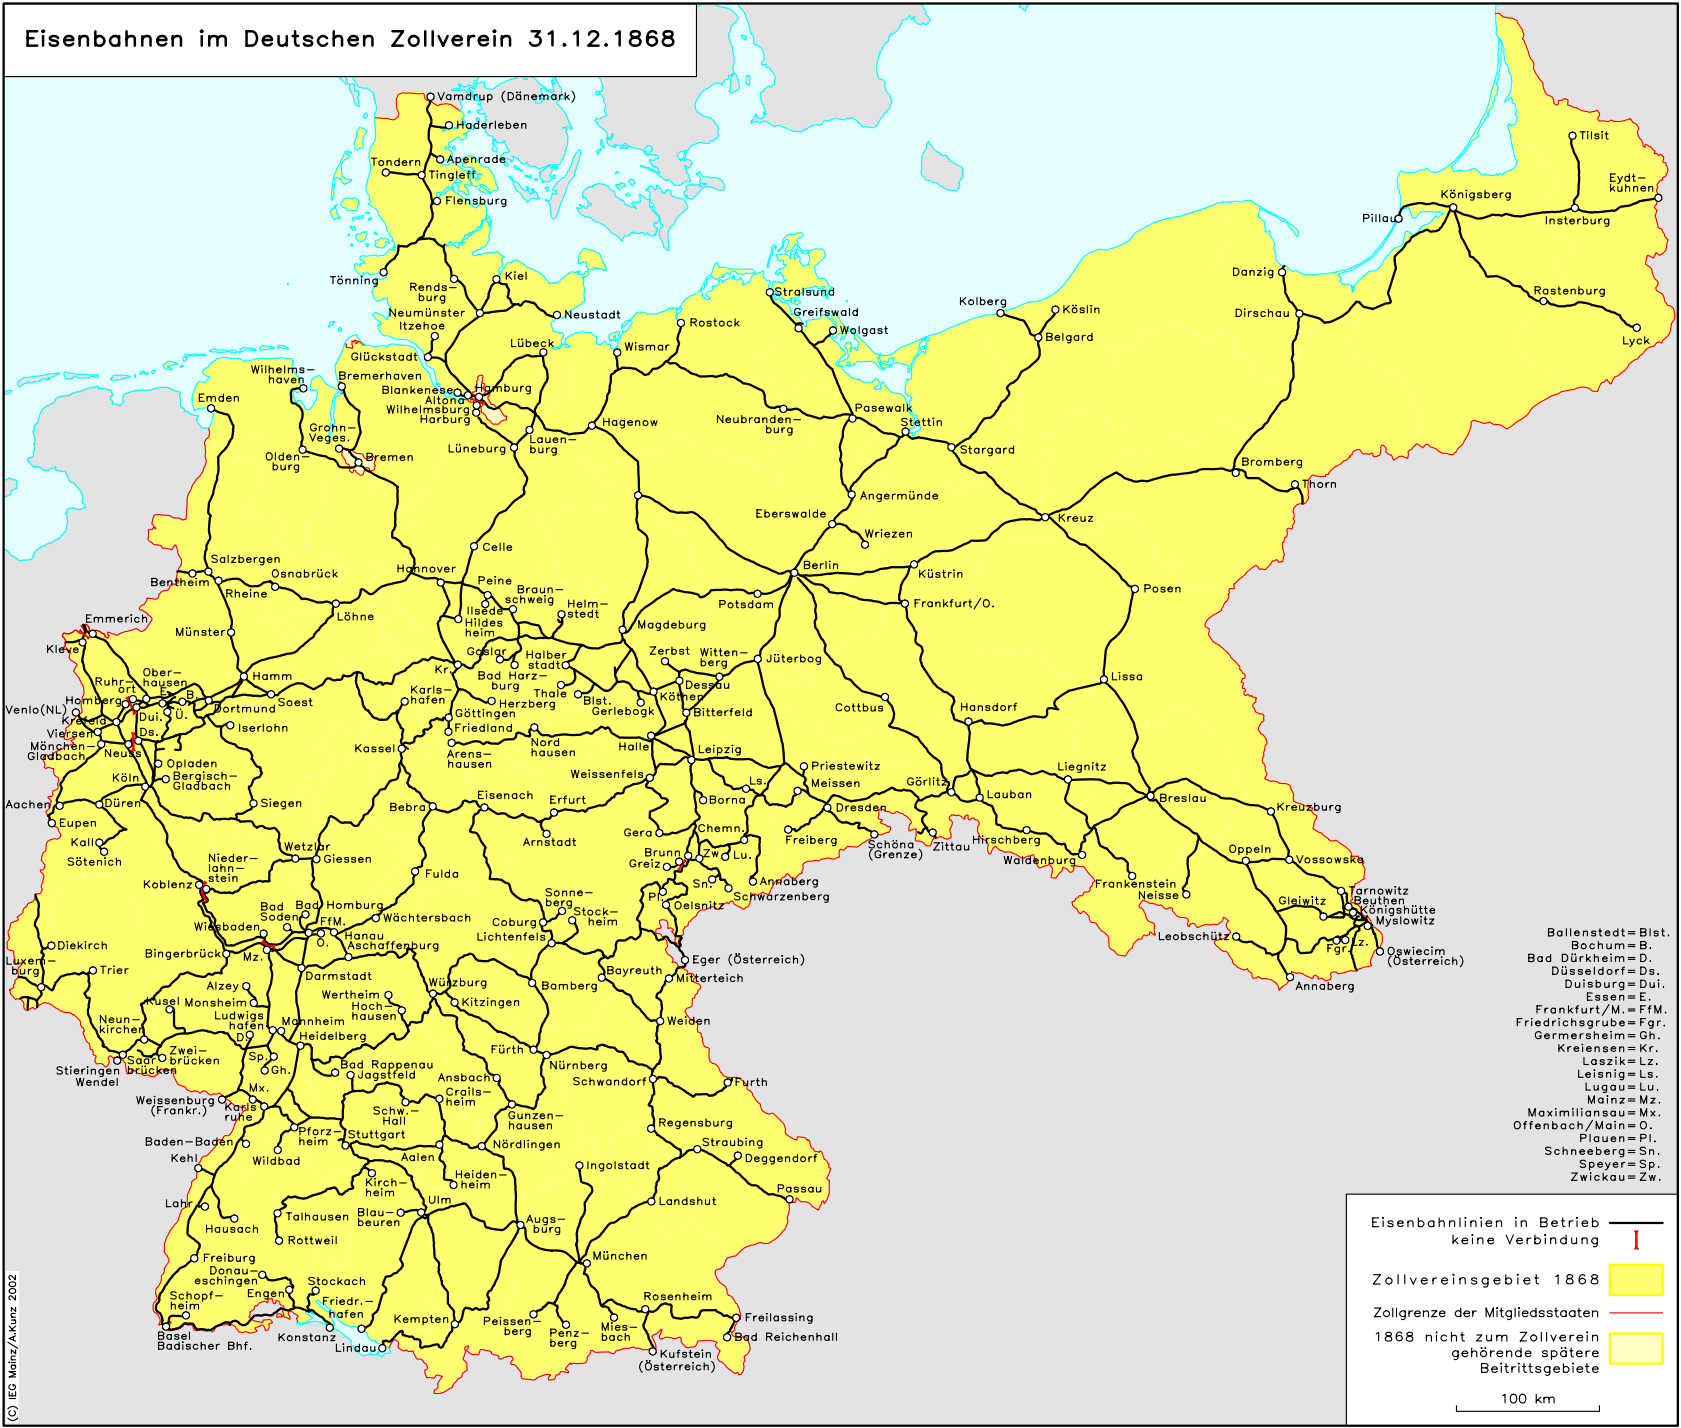 Eisenbahnen im Deutschen Zollverein 31.12.1868
Vamdrup (Dänemark)
Haderleben
Apenrade
Tondern
Tingleff
Flensburg
Tönning
Rends-
burg
Kiel
Neumünster
Itzehoe
Neustadt
Glückstadt
Lübeck
Wismar
Rostock
Stralsund
Greifswald
Wolgast
Kolberg
Köslin
Belgard
Danzig
Dirschau
Pillau
Königsberg
Tilsit
Eydt-
kuhnen
Insterburg
Rastenburg
Lyck
Wilhelms-
haven
Bremerhaven
Blankenese
Hamburg
Altona
Wilhelmsburg
Harburg
Emden
Grohn-
Veges.
Olden-
burg
Bremen
Lüneburg
Lauen-
burg
Hagenow
Neubranden-
burg
Pasewalk
Stettin
Stargard
Bromberg
Thorn
Angermünde
Eberswalde
Wriezen
Kreuz
Celle
Salzbergen
Bentheim
Rheine
Osnabrück
Hannover
Peine
Braun-
schweig
Ilsede
Hildes
heim
Helm-
stedt
Berlin
Küstrin
Potsdam
Frankfurt/O.
Posen
Emmerich
Kleve
Münster
Löhne
Magdeburg
Goslar
Halber
stadt
Zerbst
Witten-
berg
Jüterbog
Ober-
hausen
Ruhr-
ort
Homberg
E.
B.
Hamm
Kr.
Bad Harz-
burg
Thale
Blst.
Dessau
Köthen
Gerlebogk
Lissa
Venlo(NL)
Krefeld
Dui.
Ü.
Dortmund
Soest
Karls-
hafen
Herzberg
Göttingen
Bitterfeld
Cottbus
Hansdorf
Viersen
Ds.
Iserlohn
Friedland
Mönchen-
Gladbach
Neuss
Kassel
Arens-
hausen
Nord
hausen
Halle
Leipzig
Opladen
Bergisch-
Gladbach
Köln
Weissenfels
Ls.
Priestewitz
Meissen
Görlitz
Liegnitz
Lauban
Breslau
Kreuzburg
Aachen
Düren
Siegen
Bebra
Eisenach
Erfurt
Borna
Dresden
Eupen
Kall
Sötenich
Arnstadt
Gera
Chemn.
Freiberg
Schöna
(Grenze)
Zittau
Hirschberg
Waldenburg
Oppeln
Vossowska
Wetzlar
Giessen
Brunn
Greiz
Zw.
Lu.
Nieder-
lahn-
stein
Koblenz
Fulda
Sn.
Annaberg
Schwarzenberg
Frankenstein
Neisse
Tarnowitz
Beuthen
Gleiwitz
Königshütte
Myslowitz
Bad Homburg
Bad
Soden
FfM.
Wächtersbach
Sonne-
berg
Stock-
heim
Coburg
Pl.
Oelsnitz
Wiesbaden
O.
Hanau
Aschaffenburg
Lichtenfels
Leobschütz
Fgr.
Lz.
Oswiecim
(Österreich)
Diekirch
Bingerbrück
Mz.
Eger (Österreich)
Luxem-
burg
Trier
Darmstadt
Bayreuth
Mitterteich
Annaberg
Alzey
Monsheim
Kusel
Ludwigs
hafen
Mannheim
Wertheim
Hoch-
hausen
Würzburg
Kitzingen
Bamberg
Weiden
Neun-
kirchen
D.
Heidelberg
Zwei-
brücken
Saar
brücken
Stieringen
Wendel
Sp.
Gh.
Bad Rappenau
Jagstfeld
Ansbach
Fürth
Nürnberg
Schwandorf
Furth
Weissenburg
(Frankr.)
Mx.
Karls
ruhe
Schw.-
Hall
Crails-
heim
Gunzen-
hausen
Regensburg
Baden-Baden
Pforz-
heim
Stuttgart
Wildbad
Aalen
Nördlingen
Straubing
Deggendorf
Kehl
Kirch-
heim
Heiden-
heim
Ingolstadt
Passau
Lahr
Hausach
Talhausen
Rottweil
Blau-
beuren
Ulm
Augs-
burg
Landshut
Freiburg
Donau-
eschingen
Engen
Stockach
Friedr.-
hafen
München
Schopf-
heim
Basel
Badischer Bhf.
Konstanz
Lindau
Kempten
Peissen-
berg
Penz-
berg
Mies-
bach
Rosenheim
Freilassing
Bad Reichenhall
Kufstein
(Österreich)
Ballenstedt=Blst.
Bochum=B.
Bad Dürkheim=D.
Düsseldorf=Ds.
Duisburg=Dui.
Essen=E.
Frankfurt/M.=FfM.
Friedrichsgrube=Fgr.
Germersheim=Gh.
Kreiensen=Kr.
Laszik=Lz.
Leisnig=Ls.
Lugau=Lu.
Mainz=Mz.
Maximiliansau=Mx.
Offenbach/Main=O.
Plauen=Pl.
Schneeberg=Sn.
Speyer=Sp.
Zwickau=Zw.
Eisenbahnlinien in Betrieb
keine Verbindung
Zollvereinsgebiet 1868
Zollgrenze der Mitgliedsstaaten
1868 nicht zum Zollverein
gehörende spätere
Beitrittsgebiete
100 km
(C) IEG Mainz/A.Kunz 2002